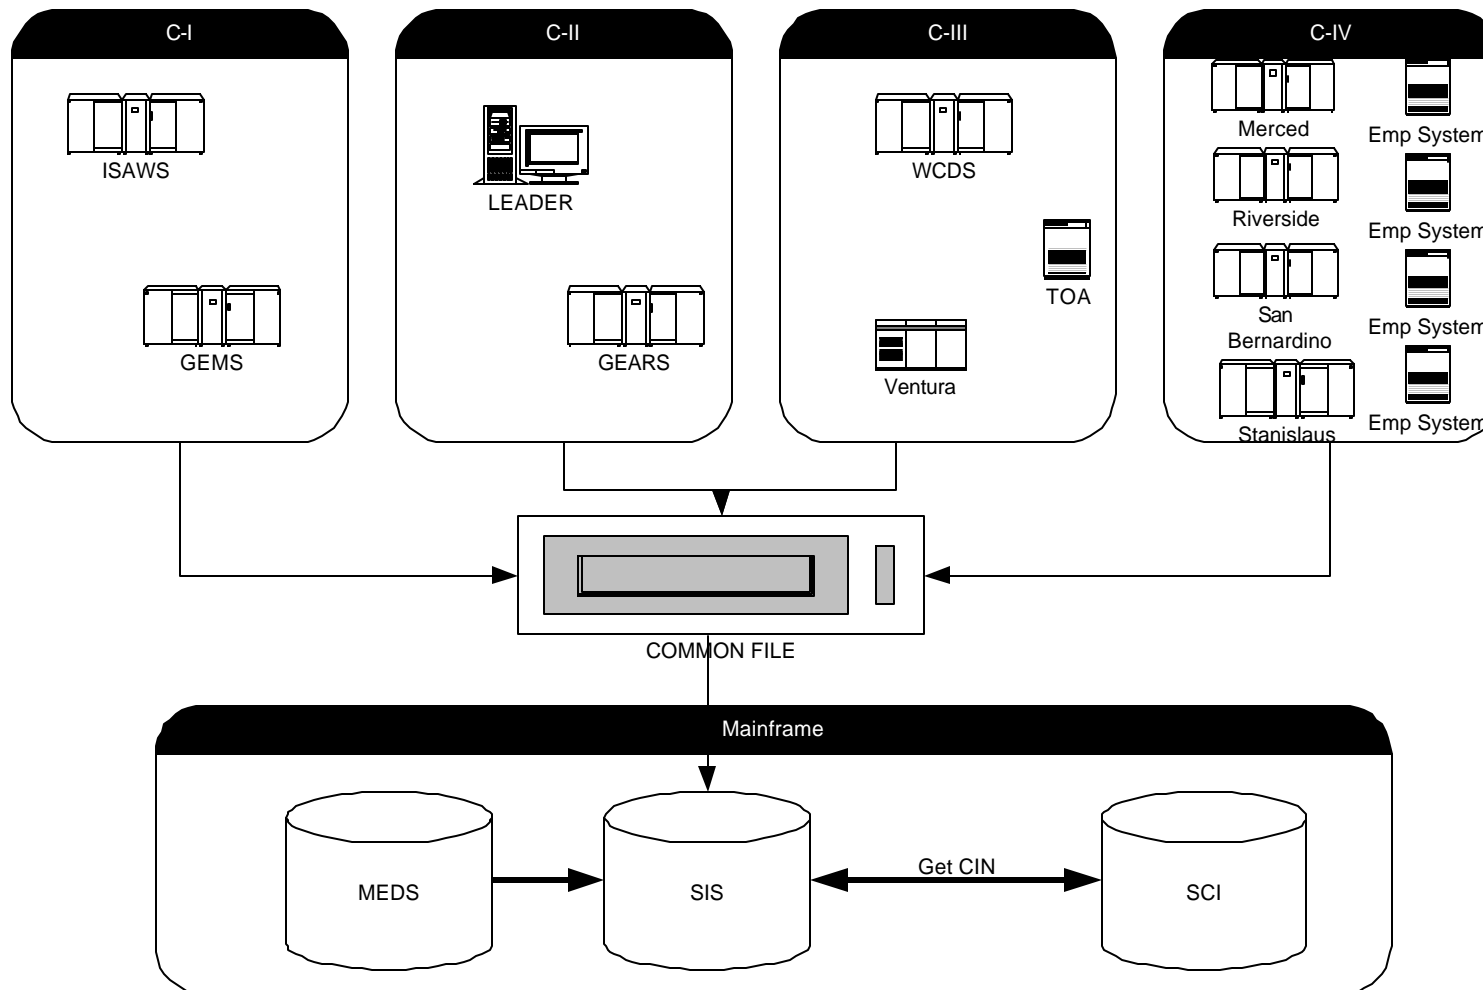 C-I
C-II
C-III
C-IV
ISAWS
GEMS
LEADER
GEARS
WCDS
TOA
Ventura
Merced
Emp System
Riverside
Emp System
San
Bernardino
Emp System
Stanislaus
Emp System
COMMON FILE
Mainframe
MEDS
SIS
Get CIN
SCI